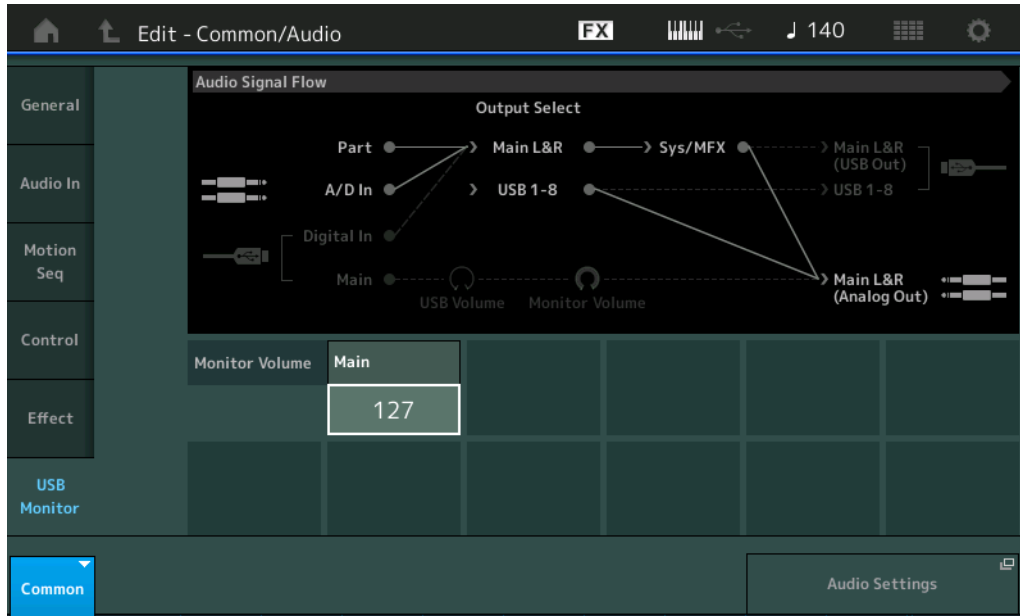 Edit - Common/Audio
FX
140
General
Audio In
Motion
Seq
Control
Effect
USB
Monitor
Common
Audio Signal Flow
Output Select
Part
Main L&R
Sys/MFX
Main L&R
(USB Out)
A/D In
USB 1-8
USB 1-8
Digital In
Main
USB Volume
Monitor Volume
Main L&R
(Analog Out)
Monitor Volume
Main
127
Audio Settings